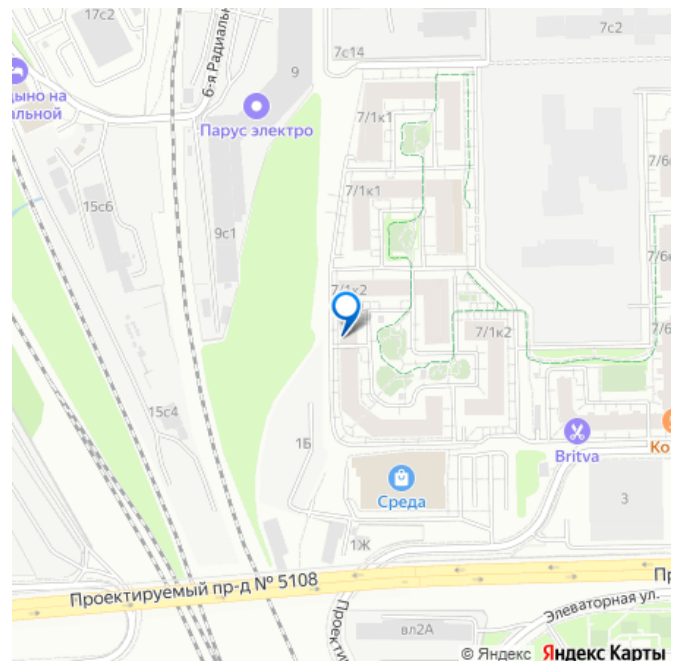 17с2
7с2
7с14
6-я Радиальн
9
дыно на
альной
Парус электро
7/1к1
7/1к1
7/6
15с6
9с1
7/6
7/1к2
7/1к2
7/6
15с4
1Б
Britva
Ко
Среда
3
1Ж
Проектируемый пр-д № 5108
Пр
Проекти
Элеваторная ул.
вл2А
© Яндекс Яндекс Карты